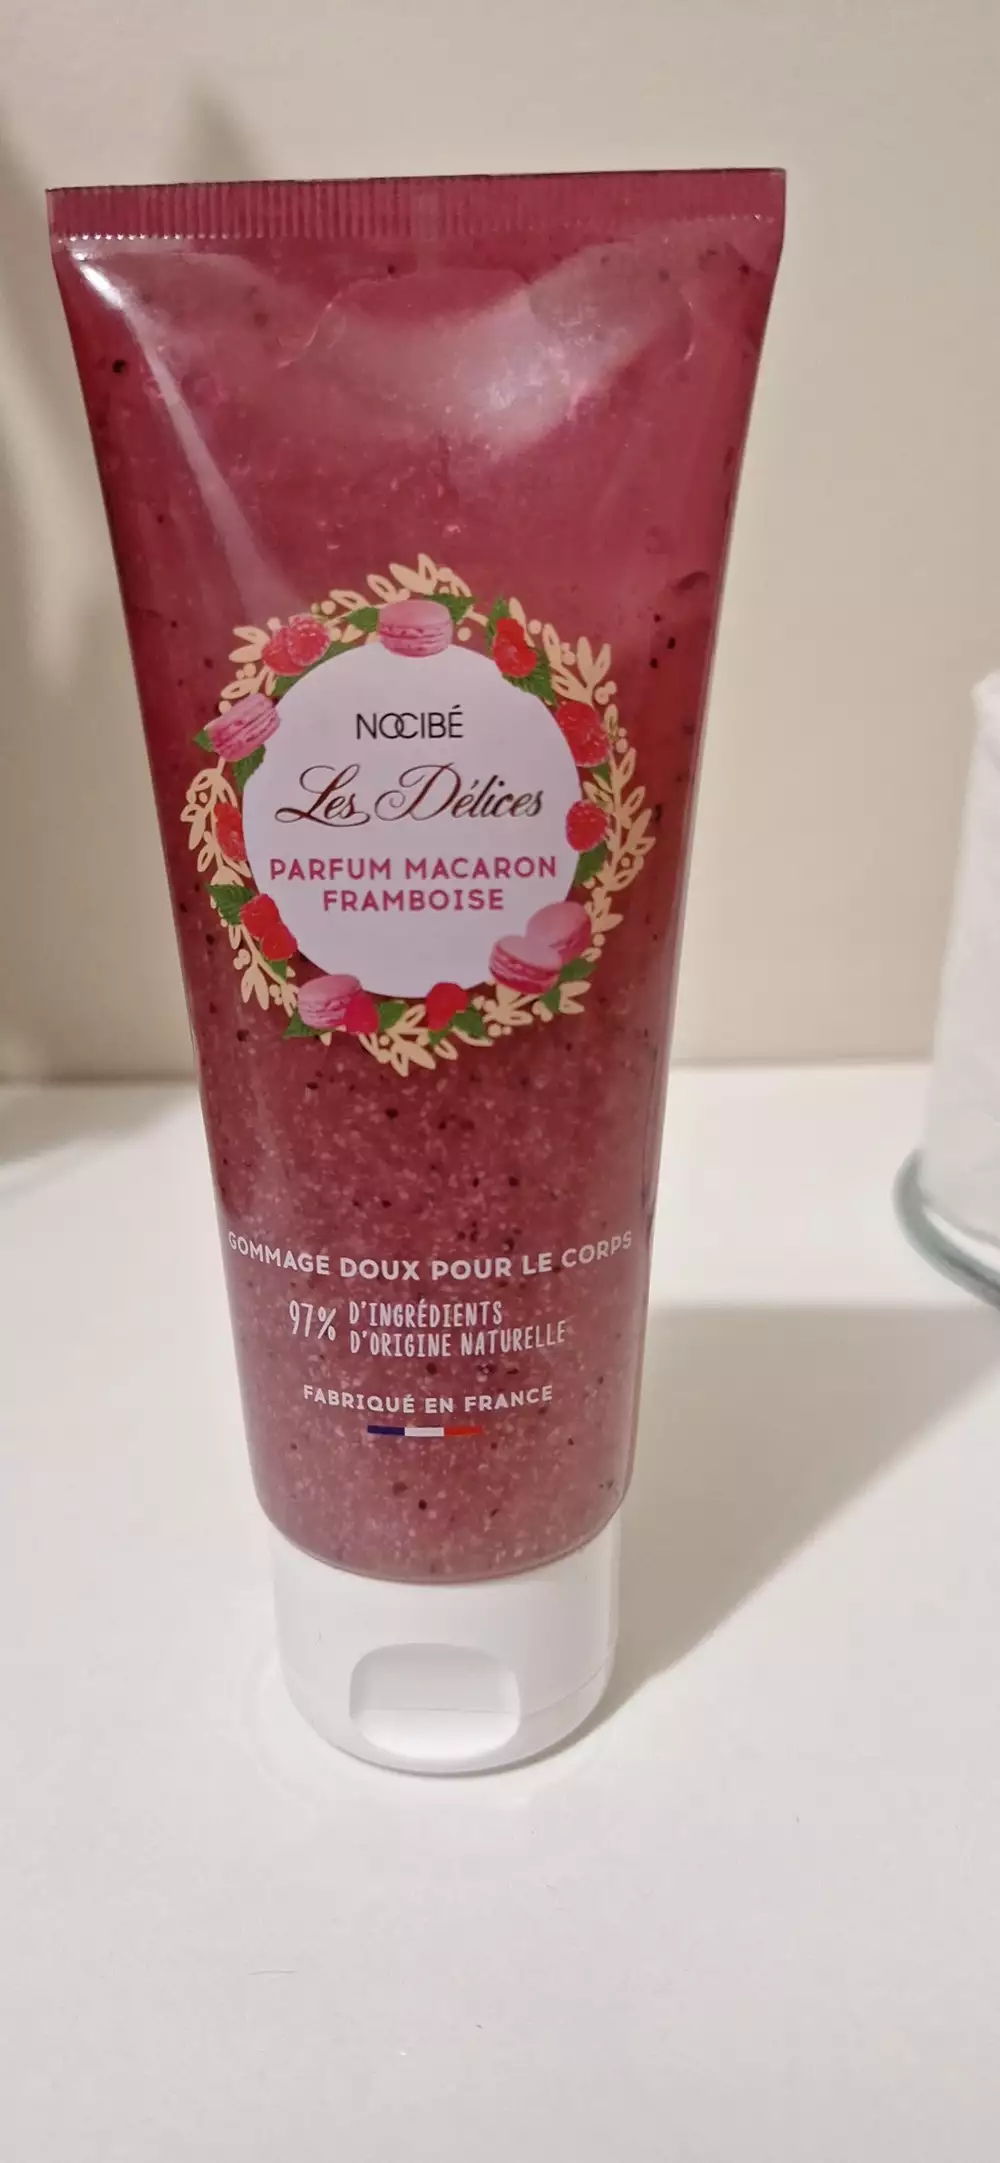 NOCIBÉ
Les Délices
PARFUM MACARON
FRAMBOISE
GOMMAGE DOUX POUR LE CORPS
97% D'INGRÉDIENTS
D'ORIGINE NATURELLE
FABRIQUÉ EN FRANCE